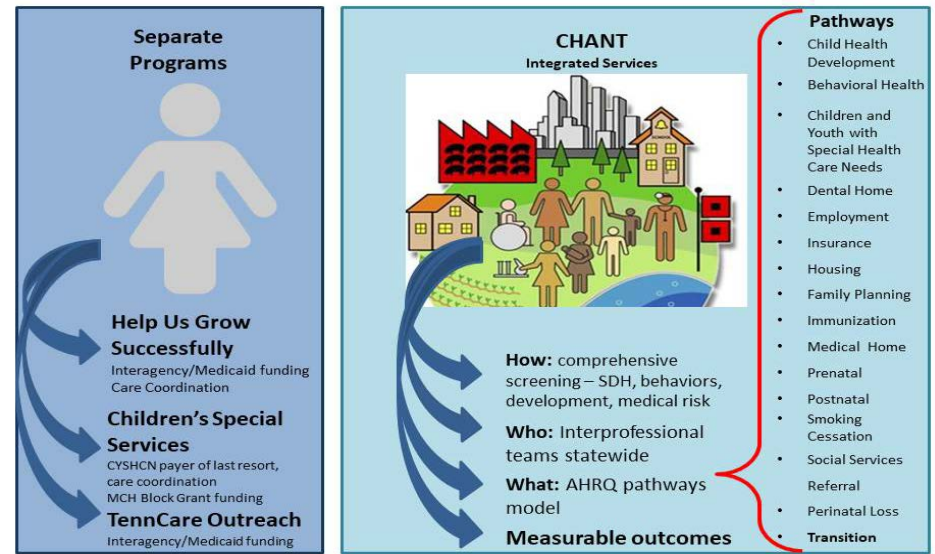 Separate
Programs
Help Us Grow
Successfully
Interagency/Medicaid funding
Care Coordination
Children's Special
Services
CYSHCN payer of last resort,
care coordination
MCH Block Grant funding
TennCare Outreach
Interagency/Medicaid funding
CHANT
Integrated Services
SCHOOL
How: comprehensive
screening – SDH, behaviors,
development, medical risk
Who: Interprofessional
teams statewide
What: AHRQ pathways
model
Measurable outcomes
Pathways
• Child Health
Development
• Behavioral Health
• Children and
Youth with
Special Health
Care Needs
• Dental Home
• Employment
• Insurance
• Housing
• Family Planning
• Immunization
• Medical Home
• Prenatal
• Postnatal
• Smoking
Cessation
• Social Services
Referral
• Perinatal Loss
• Transition